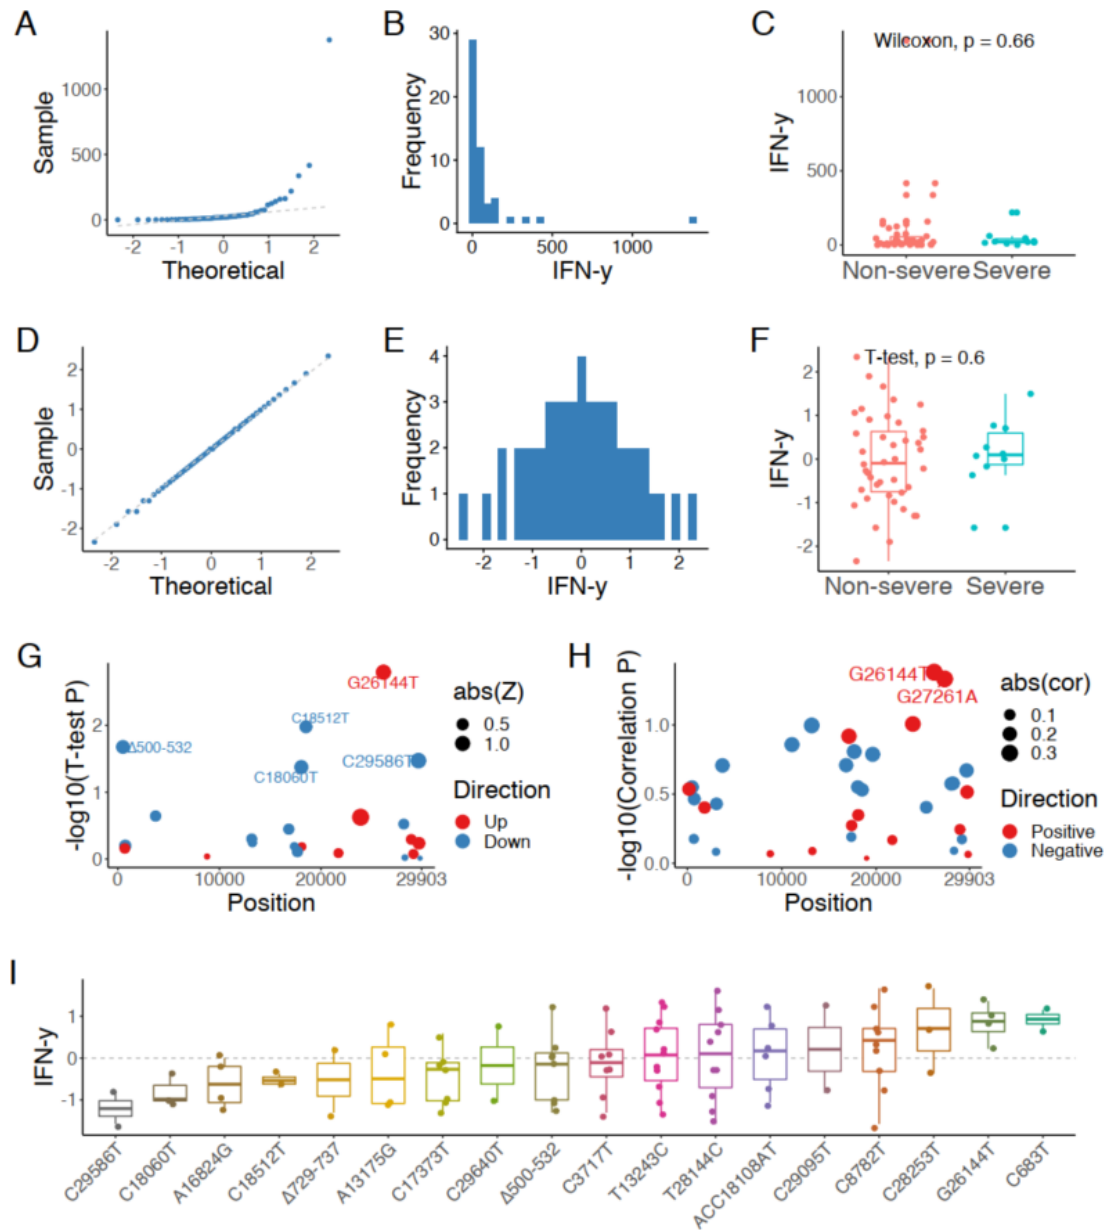 A
Sample
1000
500
0
-2 -1 0 1 2
Theoretical
B
Frequency
30
20
10
0
0 500 1000
IFN-y
C
Wilcoxon, p = 0.66
IFN-y
1000
500
0
Non-severe Severe
D
Sample
2
1
0
-1
-2
-2 -1 0 1 2
Theoretical
E
Frequency
4
3
2
1
0
-2 -1 0 1 2
IFN-y
F
T-test, p = 0.6
IFN-y
2
1
0
-1
-2
Non-severe Severe
G
-log10(T-test P)
2
1
0
G26144T
C18512T
Δ500-532
C29586T
C18060T
0 10000 20000 29903
Position
abs(Z)
0.5
1.0
Direction
Up
Down
H
-log10(Correlation P)
1.0
0.5
0.0
G26144T
G27261A
0 10000 20000 29903
Position
abs(cor)
0.1
0.2
0.3
Direction
Positive
Negative
I
IFN-y
1
0
-1
C29586T
C18060T
A16824G
C18512T
Δ729-737
A13175G
C17373T
C29640T
Δ500-532
C3717T
T13243C
T28144C
ACC18108AT
C29095T
C8782T
C28253T
G26144T
C683T